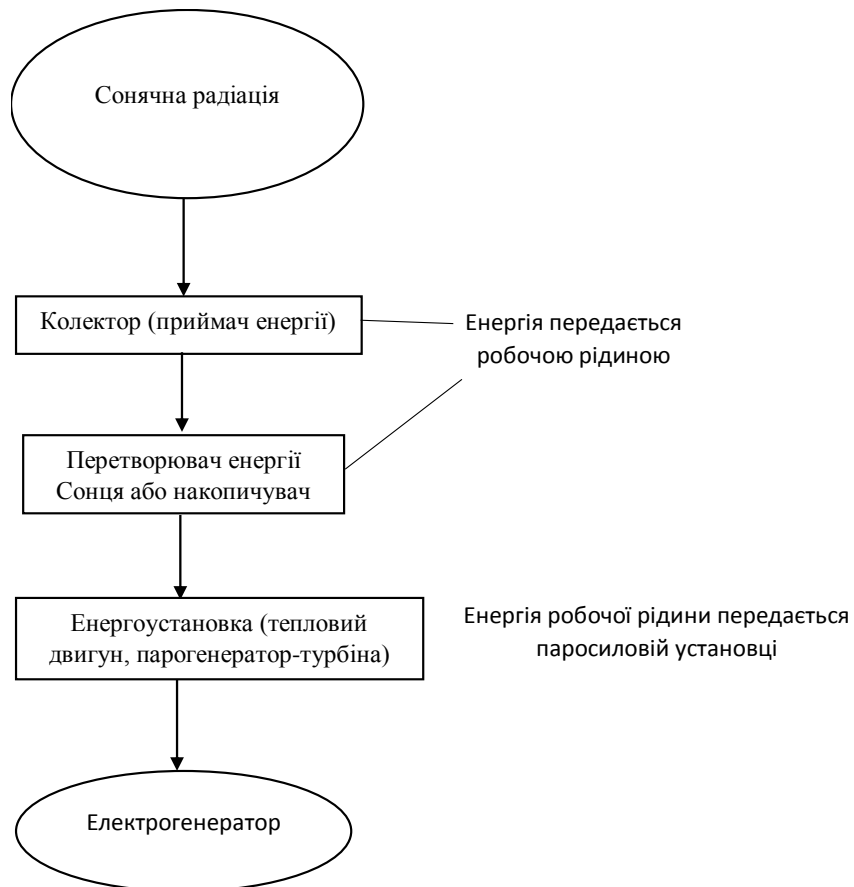 Сонячна радіація
Колектор (приймач енергії)
Енергія передається
робочою рідиною
Перетворювач енергії
Сонця або накопичувач
Енергоустановка (тепловий
двигун, парогенератор-турбіна)
Енергія робочої рідини передається
паросиловій установці
Електрогенератор